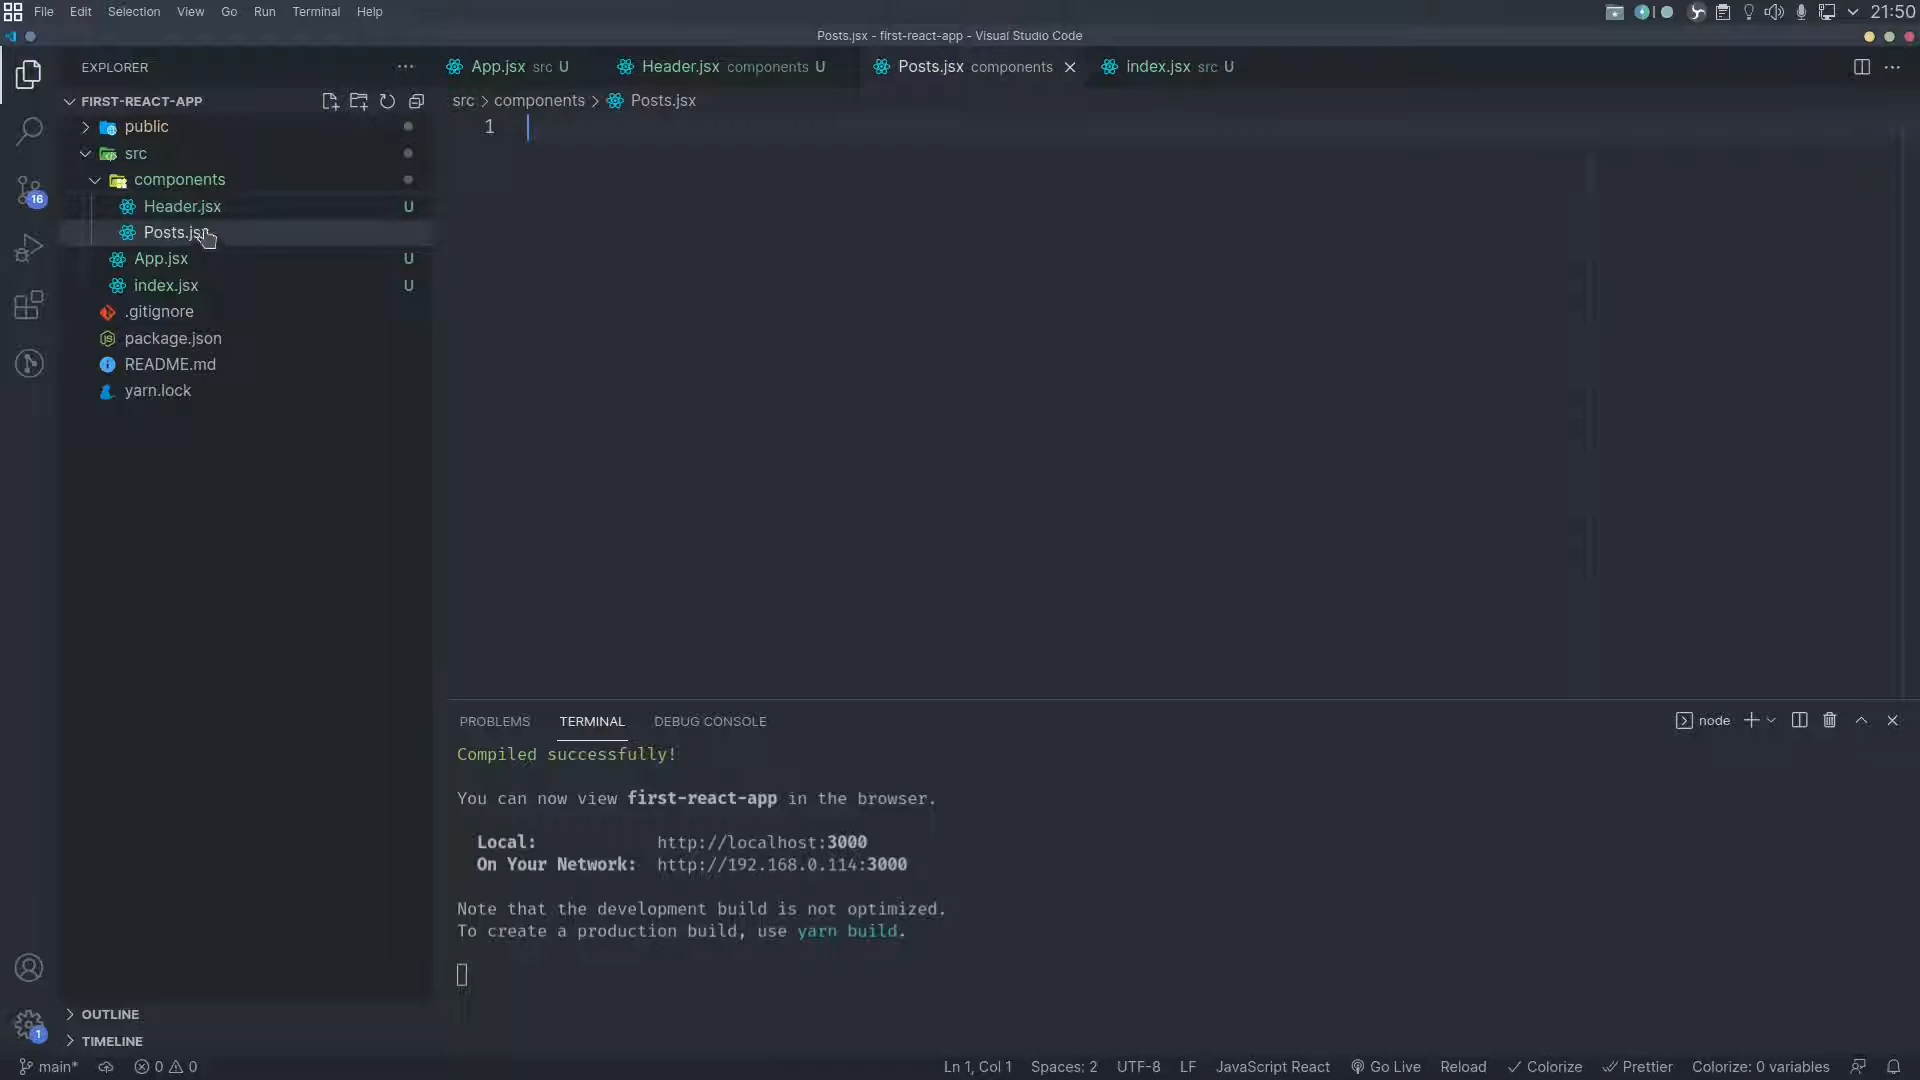 File Edit Selection View Go Run Terminal Help
21:50
Posts.jsx - first-react-app - Visual Studio Code
EXPLORER
App.jsx src U
Header.jsx components U
Posts.jsx components
index.jsx src U
FIRST-REACT-APP
src > components > Posts.jsx
public
1
src
components
16
Header.jsx U
Posts.jsx
App.jsx U
index.jsx U
.gitignore
package.json
README.md
yarn.lock
PROBLEMS TERMINAL DEBUG CONSOLE
node
Compiled successfully!
You can now view first-react-app in the browser.
Local: http://localhost:3000
On Your Network: http://192.168.0.114:3000
Note that the development build is not optimized.
To create a production build, use yarn build.
OUTLINE
1
TIMELINE
main* 0 0 Ln 1, Col 1 Spaces: 2 UTF-8 LF JavaScript React Go Live Reload Colorize Prettier Colorize: 0 variables